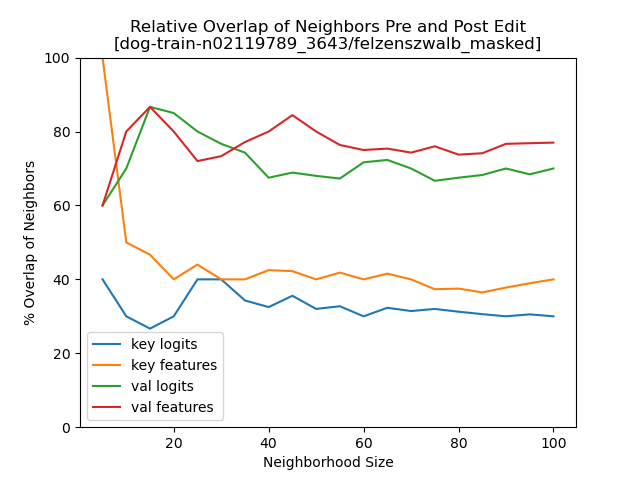 Relative Overlap of Neighbors Pre and Post Edit
[dog-train-n02119789_3643/felzenszwalb_masked]
100
80
60
40
20
0
% Overlap of Neighbors
key logits
key features
val logits
val features
20 40 60 80 100
Neighborhood Size